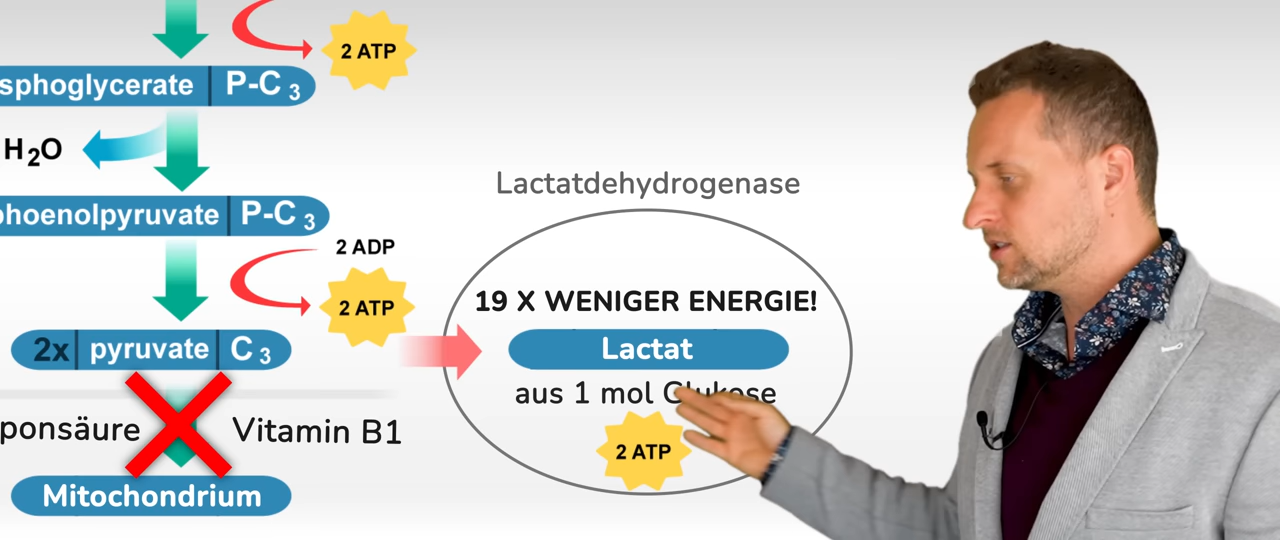 2 ATP
sphoglycerate P-C 3
H2O
Lactatdehydrogenase
phoenolpyruvate P-C 3
2 ADP
2 ATP
19 X WENIGER ENERGIE!
2x pyruvate C 3
Lactat
aus 1 mol Glukose
ponsäure Vitamin B1
2 ATP
Mitochondrium